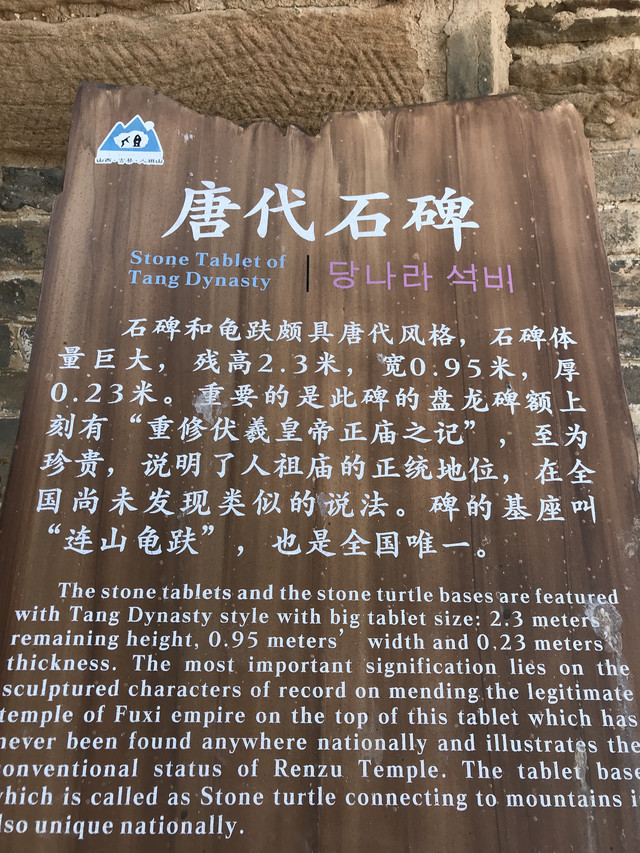 山西·吉县·人祖山
唐代石碑
Stone Tablet of
Tang Dynasty
당나라 석비
石碑和龟趺颇具唐代风格，石碑体
量巨大，残高2.3米，宽0.95米，厚
0.23米。重要的是此碑的盘龙碑额上
刻有“重修伏羲皇帝正庙之记”，至为
珍贵，说明了人祖庙的正统地位，在全
国尚未发现类似的说法。碑的基座叫
“连山龟趺”，也是全国唯一。
The stone tablets and the stone turtle bases are featured
with Tang Dynasty style with big tablet size: 2.3 meters
remaining height, 0.95 meters’ width and 0.23 meters
thickness. The most important signification lies on the
sculptured characters of record on mending the legitimate
temple of Fuxi empire on the top of this tablet which has
never been found anywhere nationally and illustrates the
onventional status of Renzu Temple. The tablet base
which is called as Stone turtle connecting to mountains i
lso unique nationally.